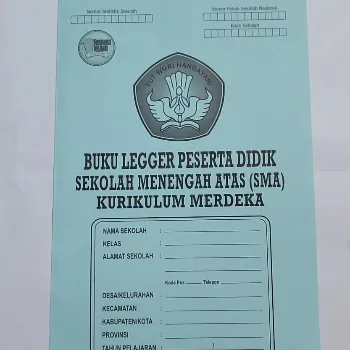 Nomor Statistik Sekolah
Nomor Pokok Sekolah Nasional
Kode Sekolah
TUT WURI HANDAYANI
BUKU LEGGER PESERTA DIDIK
SEKOLAH MENENGAH ATAS (SMA)
KURIKULUM MERDEKA
NAMA SEKOLAH :
KELAS :
ALAMAT SEKOLAH :
Kode Pos Telepon
DESA/KELURAHAN :
KECAMATAN :
KABUPATEN/KOTA :
PROVINSI :
TAHUN PELAJARAN : /